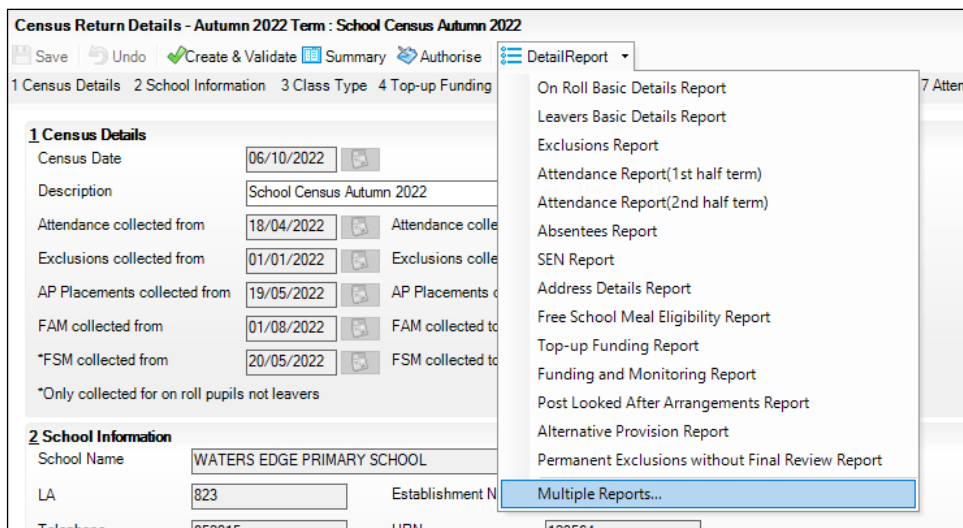 Census Return Details - Autumn 2022 Term : School Census Autumn 2022
Save Undo Create & Validate Summary Authorise DetailReport
1 Census Details 2 School Information 3 Class Type 4 Top-up Funding 7 Atten
On Roll Basic Details Report
Leavers Basic Details Report
Exclusions Report
Attendance Report(1st half term)
Attendance Report(2nd half term)
Absentees Report
SEN Report
Address Details Report
Free School Meal Eligibility Report
Top-up Funding Report
Funding and Monitoring Report
Post Looked After Arrangements Report
Alternative Provision Report
Permanent Exclusions without Final Review Report
Multiple Reports...
1 Census Details
Census Date 06/10/2022
Description School Census Autumn 2022
Attendance collected from 18/04/2022 Attendance colle
Exclusions collected from 01/01/2022 Exclusions colle
AP Placements collected from 19/05/2022 AP Placements
FAM collected from 01/08/2022 FAM collected to
*FSM collected from 20/05/2022 FSM collected to
*Only collected for on roll pupils not leavers
2 School Information
School Name WATERS EDGE PRIMARY SCHOOL
LA 823 Establishment N